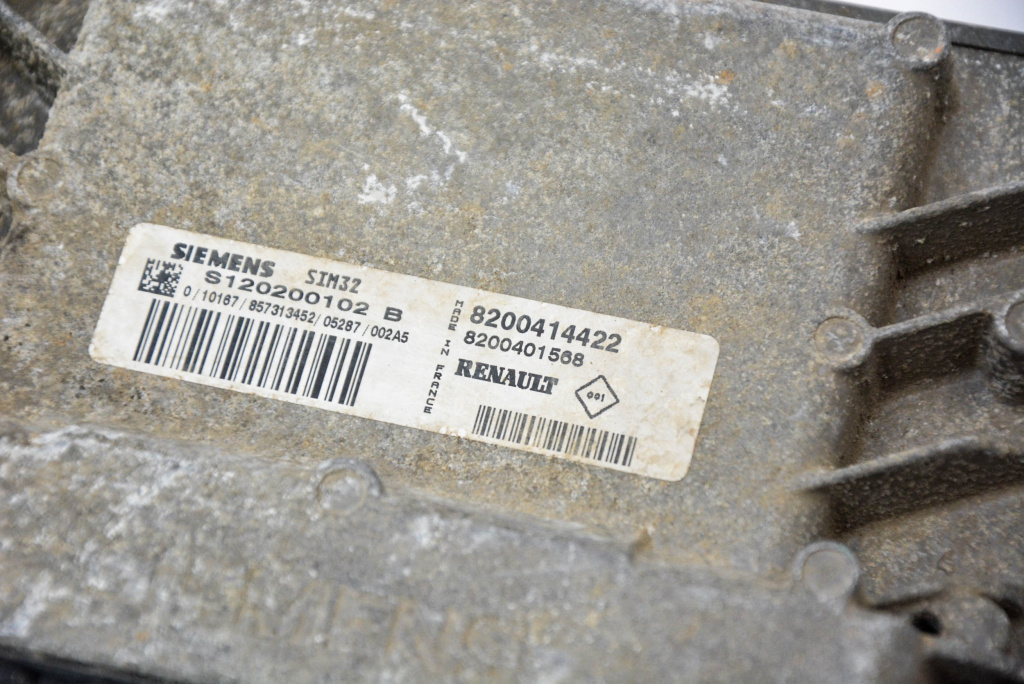 SIEMENS SIM32
S120200102 B
0/10167/857313452/05287/002A5
MADE IN FRANCE
8200414422
8200401568
RENAULT
001